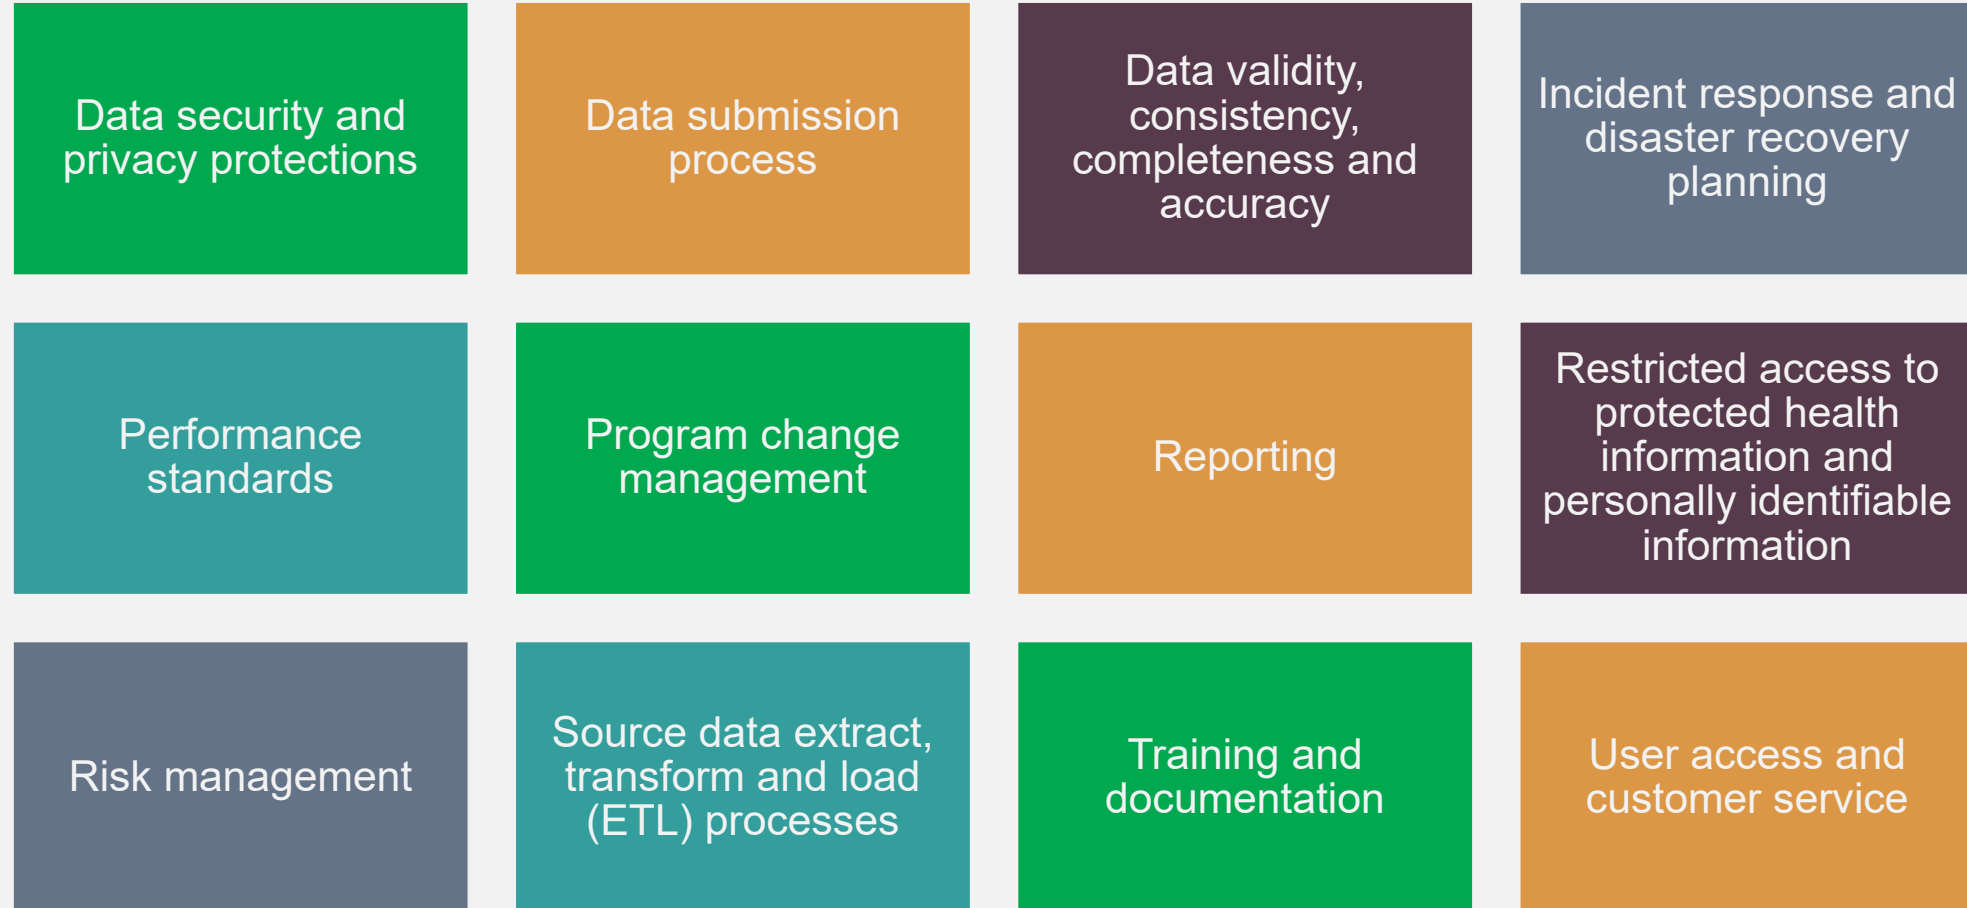 Data security and
privacy protections
Data submission
process
Data validity,
consistency,
completeness and
accuracy
Incident response and
disaster recovery
planning
Performance
standards
Program change
management
Reporting
Restricted access to
protected health
information and
personally identifiable
information
Risk management
Source data extract,
transform and load
(ETL) processes
Training and
documentation
User access and
customer service